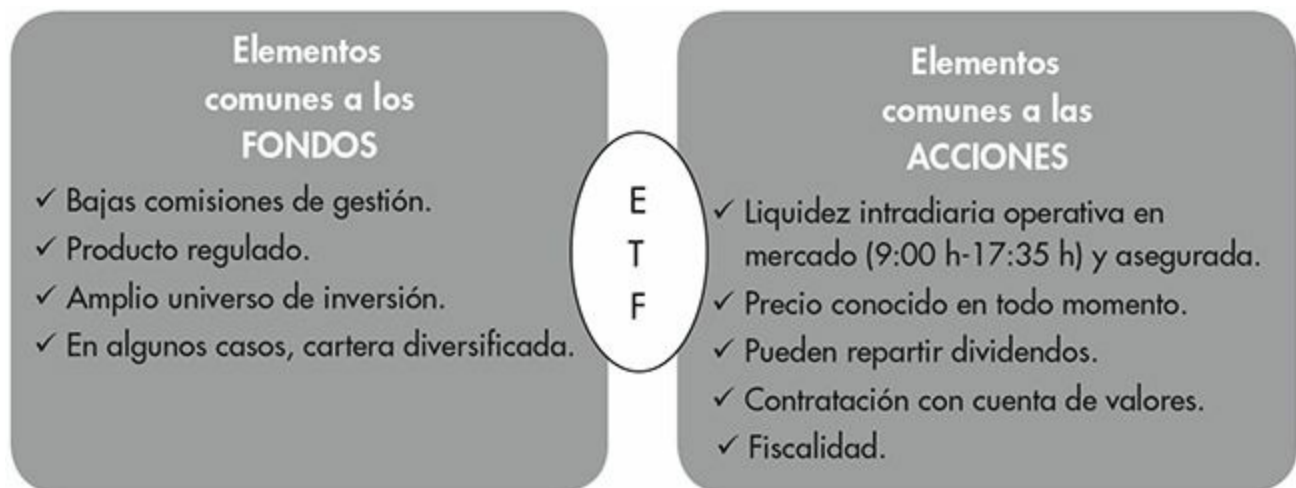 Elementos
comunes a los
FONDOS
✓ Bajas comisiones de gestión.
✓ Producto regulado.
✓ Amplio universo de inversión.
✓ En algunos casos, cartera diversificada.
E
T
F
Elementos
comunes a las
ACCIONES
✓ Liquidez intradiaria operativa en
mercado (9:00 h-17:35 h) y asegurada.
✓ Precio conocido en todo momento.
✓ Pueden repartir dividendos.
✓ Contratación con cuenta de valores.
✓ Fiscalidad.